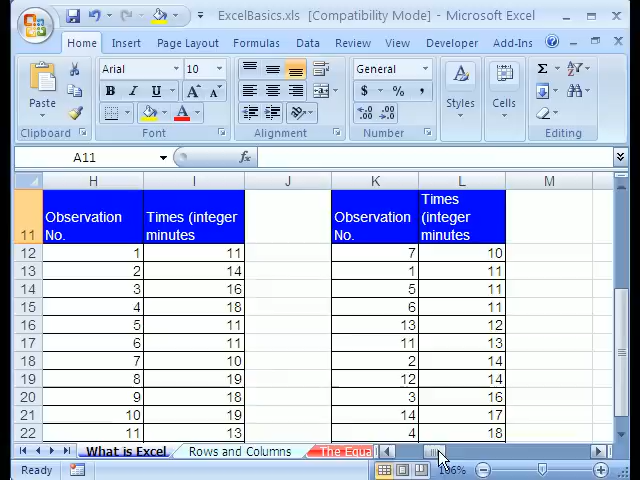 ExcelBasics.xls [Compatibility Mode] - Microsoft Excel
Home Insert Page Layout Formulas Data Review View Developer Add-Ins
Arial 10 General
Paste B I U A A A $ % , Styles Cells Σ
Clipboard Font Alignment Number Editing
A11 fx
H I J K L M
11 Observation No. Times (integer minutes Observation No. Times (integer minutes
12 1 11 7 10
13 2 14 1 11
14 3 16 5 11
15 4 18 6 11
16 5 11 13 12
17 6 11 11 13
18 7 10 2 14
19 8 19 12 14
20 9 18 3 16
21 10 19 14 17
22 11 13 4 18
What is Excel Rows and Columns The Equa
Ready